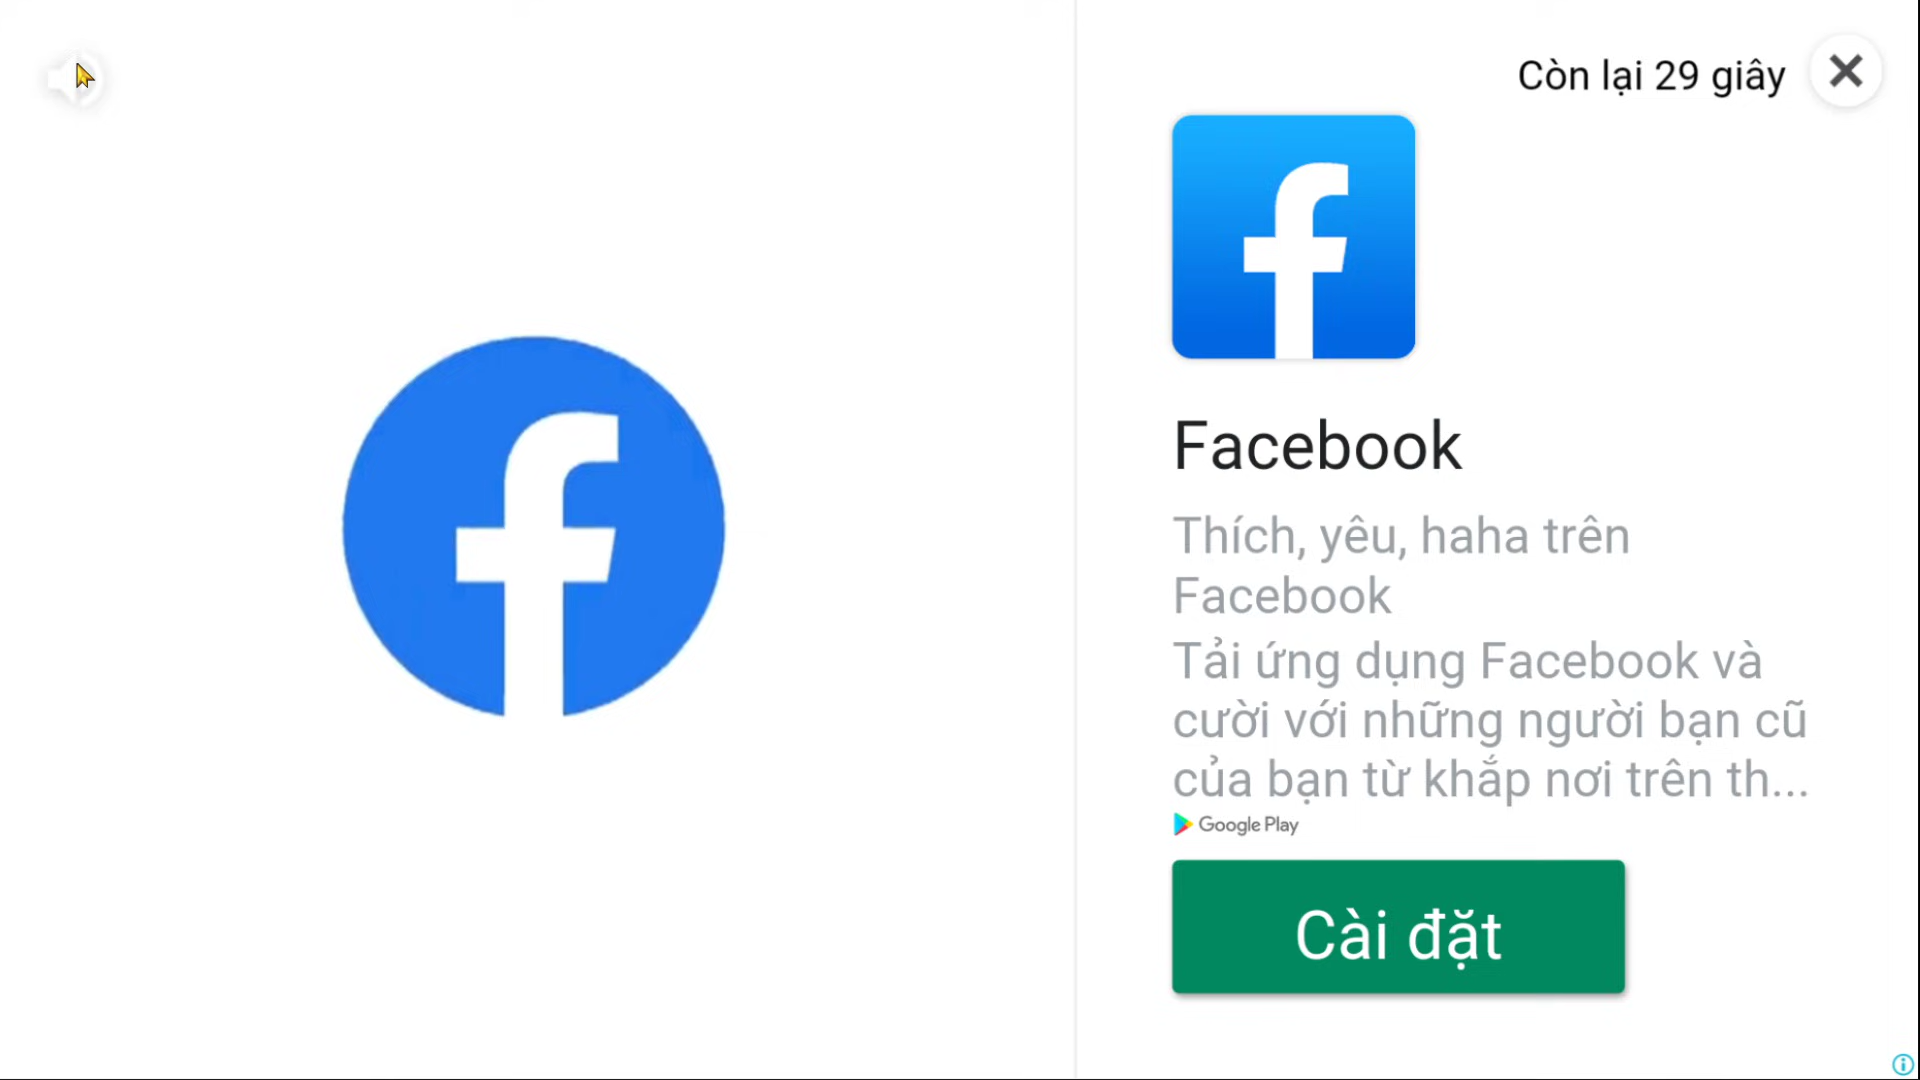 Còn lại 29 giây
Facebook
Thích, yêu, haha trên
Facebook
Tải ứng dụng Facebook và
cười với những người bạn cũ
của bạn từ khắp nơi trên th...
Google Play
Cài đặt